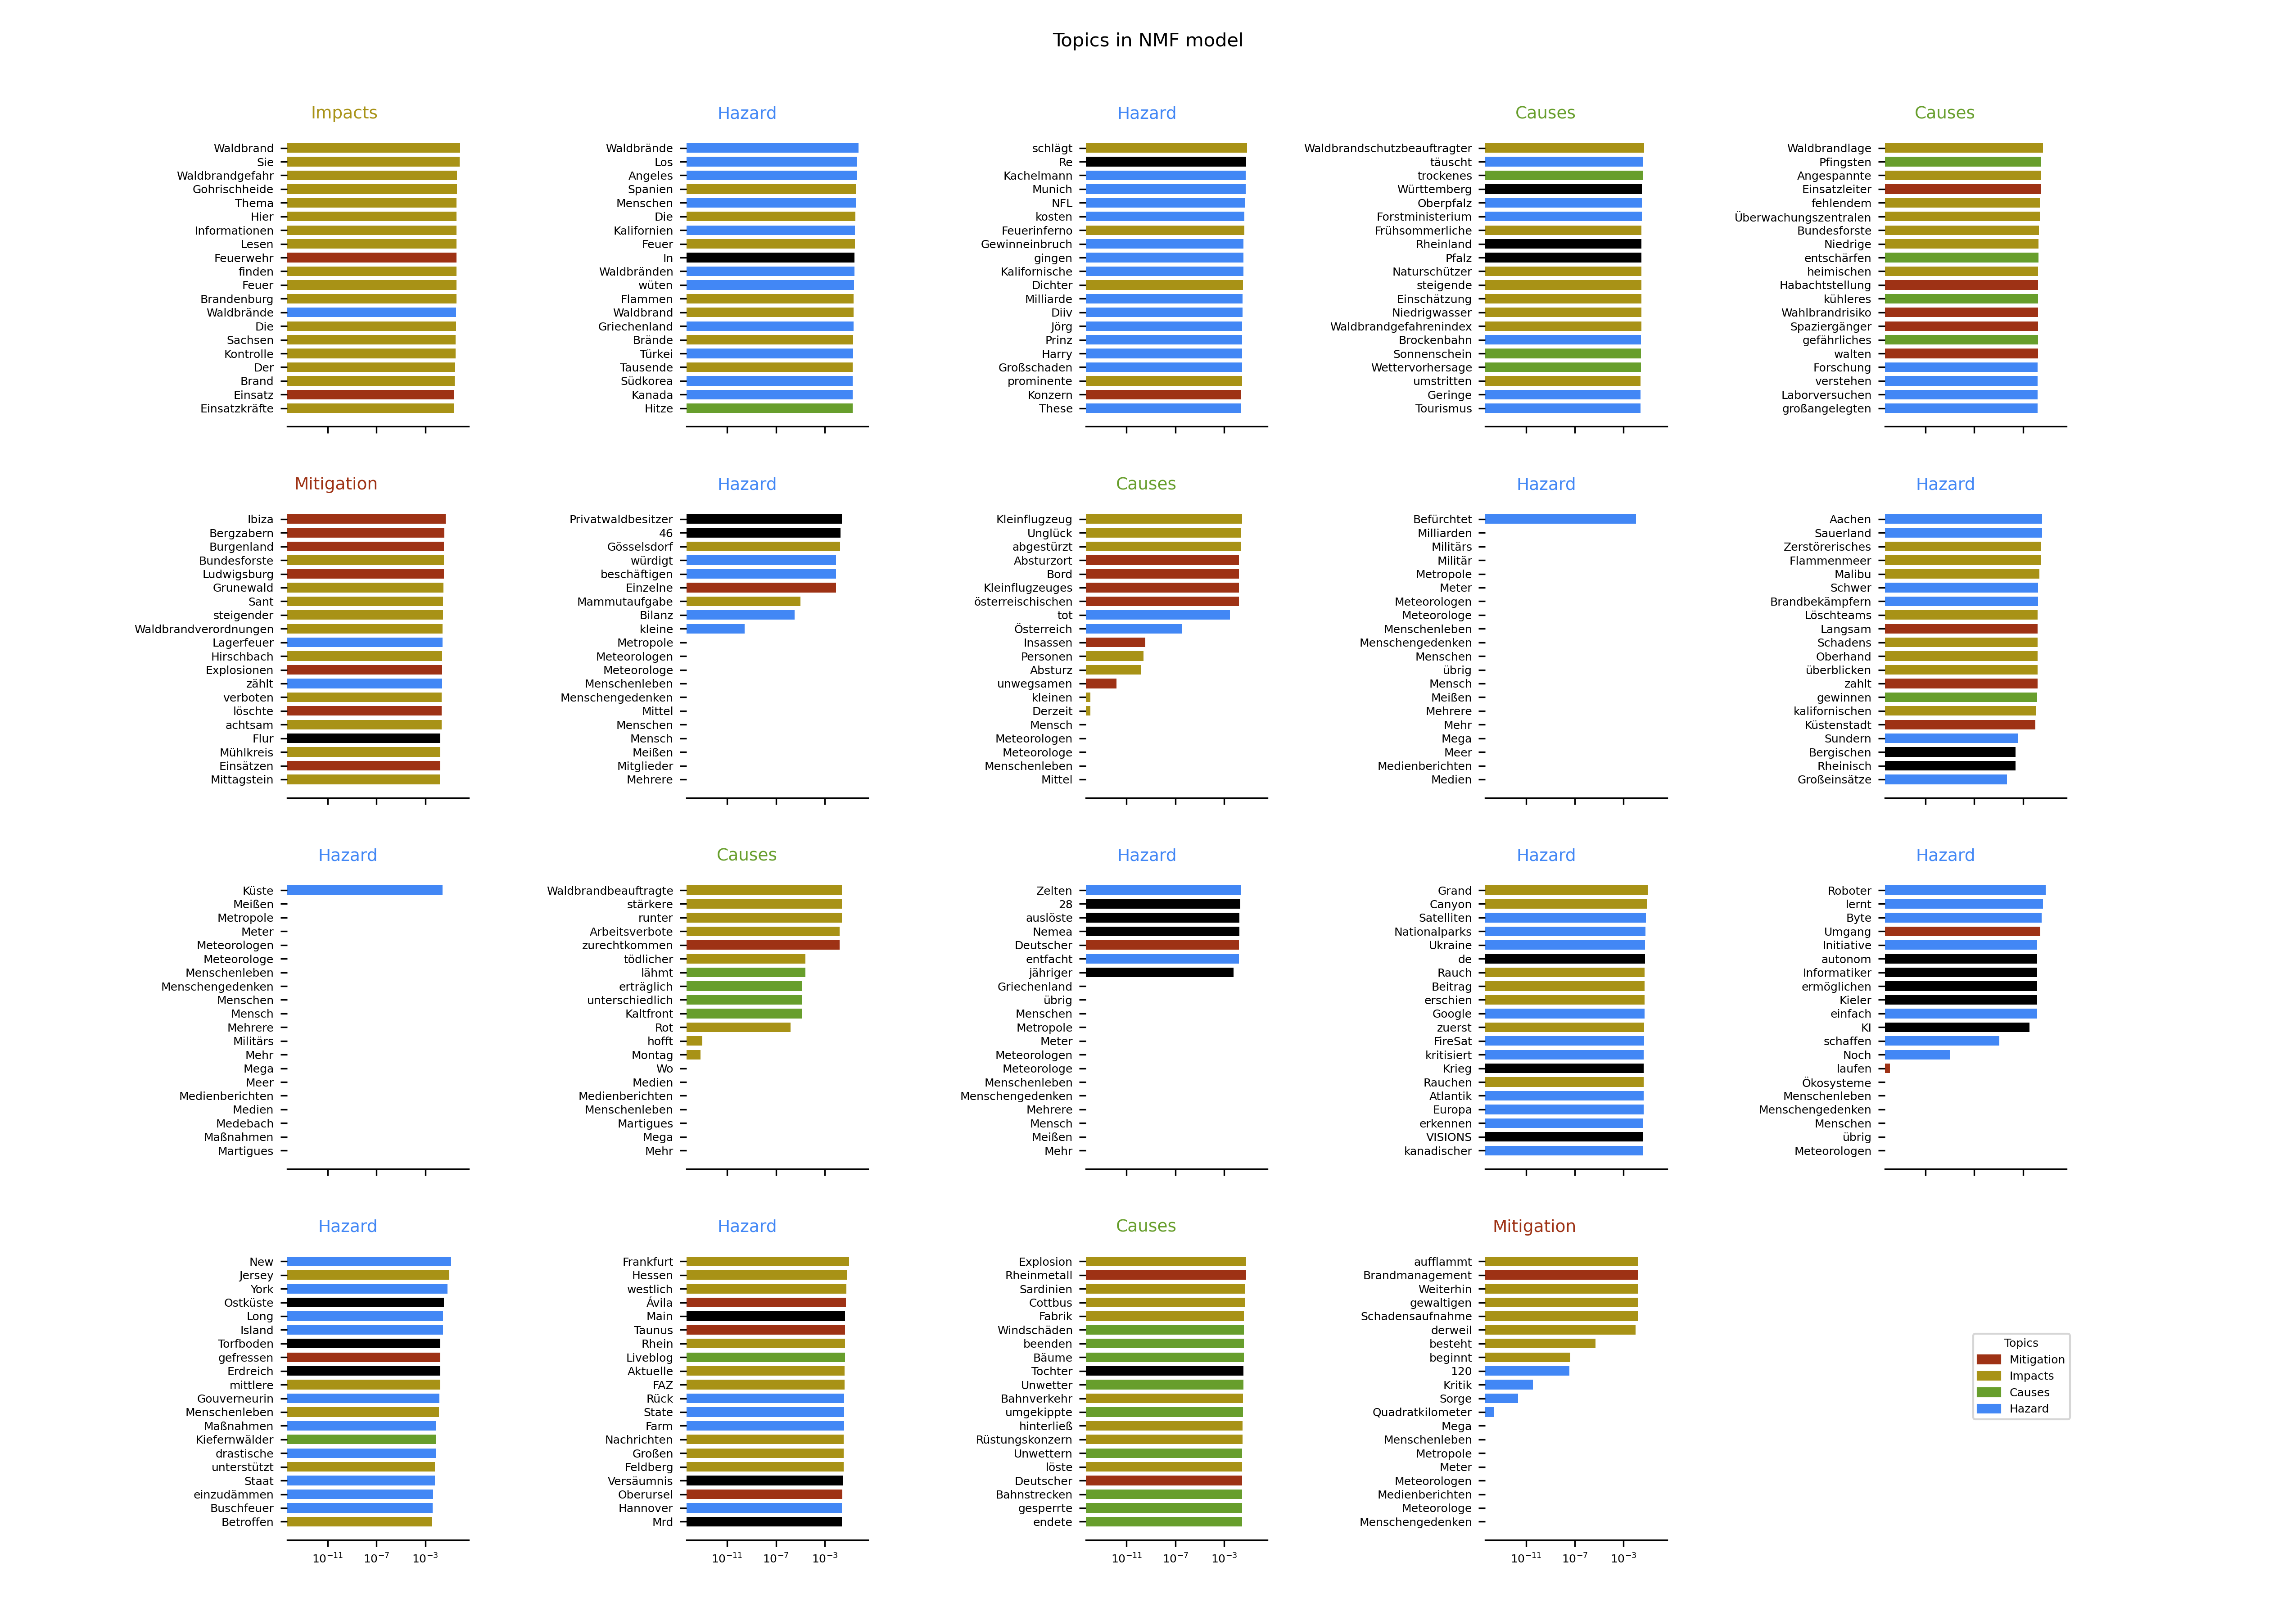 Topics in NMF model
Impacts
Waldbrand
Sie
Waldbrandgefahr
Gohrischheide
Thema
Hier
Informationen
Lesen
Feuerwehr
finden
Feuer
Brandenburg
Waldbrände
Die
Sachsen
Kontrolle
Der
Brand
Einsatz
Einsatzkräfte
Hazard
Waldbrände
Los
Angeles
Spanien
Menschen
Die
Kalifornien
Feuer
In
Waldbränden
wüten
Flammen
Waldbrand
Griechenland
Brände
Türkei
Tausende
Südkorea
Kanada
Hitze
Hazard
schlägt
Re
Kachelmann
Munich
NFL
kosten
Feuerinferno
Gewinneinbruch
gingen
Kalifornische
Dichter
Milliarde
Diiv
Jörg
Prinz
Harry
Großschaden
prominente
Konzern
These
Causes
Waldbrandschutzbeauftragter
täuscht
trockenes
Württemberg
Oberpfalz
Forstministerium
Frühsommerliche
Rheinland
Pfalz
Naturschützer
steigende
Einschätzung
Niedrigwasser
Waldbrandgefahrenindex
Brockenbahn
Sonnenschein
Wettervorhersage
umstritten
Geringe
Tourismus
Causes
Waldbrandlage
Pfingsten
Angespannte
Einsatzleiter
fehlendem
Überwachungszentralen
Bundesforste
Niedrige
entschärfen
heimischen
Habachtstellung
kühleres
Wahlbrandrisiko
Spaziergänger
gefährliches
walten
Forschung
verstehen
Laborversuchen
großangelegten
Mitigation
Ibiza
Bergzabern
Burgenland
Bundesforste
Ludwigsburg
Grunewald
Sant
steigender
Waldbrandverordnungen
Lagerfeuer
Hirschbach
Explosionen
zählt
verboten
löschte
achtsam
Flur
Mühlkreis
Einsätzen
Mittagstein
Hazard
Privatwaldbesitzer
46
Gösselsdorf
würdigt
beschäftigen
Einzelne
Mammutaufgabe
Bilanz
kleine
Metropole
Meteorologen
Meteorologe
Menschenleben
Menschengedenken
Mittel
Menschen
Mensch
Meißen
Mitglieder
Mehrere
Causes
Kleinflugzeug
Unglück
abgestürzt
Absturzort
Bord
Kleinflugzeuges
österreischischen
tot
Österreich
Insassen
Personen
Absturz
unwegsamen
kleinen
Derzeit
Mensch
Meteorologen
Meteorologe
Menschenleben
Mittel
Hazard
Befürchtet
Milliarden
Militärs
Militär
Metropole
Meter
Meteorologen
Meteorologe
Menschenleben
Menschengedenken
Menschen
übrig
Mensch
Meißen
Mehrere
Mehr
Mega
Meer
Medienberichten
Medien
Hazard
Aachen
Sauerland
Zerstörerisches
Flammenmeer
Malibu
Schwer
Brandbekämpfern
Löschteams
Langsam
Schadens
Oberhand
überblicken
zahlt
gewinnen
kalifornischen
Küstenstadt
Sundern
Bergischen
Rheinisch
Großeinsätze
Hazard
Küste
Meißen
Metropole
Meter
Meteorologen
Meteorologe
Menschenleben
Menschengedenken
Menschen
Mensch
Mehrere
Militärs
Mehr
Mega
Meer
Medienberichten
Medien
Medebach
Maßnahmen
Martigues
Causes
Waldbrandbeauftragte
stärkere
runter
Arbeitsverbote
zurechtkommen
tödlicher
lähmt
erträglich
unterschiedlich
Kaltfront
Rot
hofft
Montag
Wo
Medien
Medienberichten
Menschenleben
Martigues
Mega
Mehr
Hazard
Zelten
28
auslöste
Nemea
Deutscher
entfacht
jähriger
Griechenland
übrig
Menschen
Metropole
Meter
Meteorologen
Meteorologe
Menschenleben
Menschengedenken
Mehrere
Mensch
Meißen
Mehr
Hazard
Grand
Canyon
Satelliten
Nationalparks
Ukraine
de
Rauch
Beitrag
erschien
Google
zuerst
FireSat
kritisiert
Krieg
Rauchen
Atlantik
Europa
erkennen
VISIONS
kanadischer
Hazard
Roboter
lernt
Byte
Umgang
Initiative
autonom
Informatiker
ermöglichen
Kieler
einfach
KI
schaffen
Noch
laufen
Ökosysteme
Menschenleben
Menschengedenken
Menschen
übrig
Meteorologen
Hazard
New
Jersey
York
Ostküste
Long
Island
Torfboden
gefressen
Erdreich
mittlere
Gouverneurin
Menschenleben
Maßnahmen
Kiefernwälder
drastische
unterstützt
Staat
einzudämmen
Buschfeuer
Betroffen
10⁻¹¹ 10⁻⁷ 10⁻³
Hazard
Frankfurt
Hessen
westlich
Ávila
Main
Taunus
Rhein
Liveblog
Aktuelle
FAZ
Rück
State
Farm
Nachrichten
Großen
Feldberg
Versäumnis
Oberursel
Hannover
Mrd
10⁻¹¹ 10⁻⁷ 10⁻³
Causes
Explosion
Rheinmetall
Sardinien
Cottbus
Fabrik
Windschäden
beenden
Bäume
Tochter
Unwetter
Bahnverkehr
umgekippte
hinterließ
Rüstungskonzern
Unwettern
löste
Deutscher
Bahnstrecken
gesperrte
endete
10⁻¹¹ 10⁻⁷ 10⁻³
Mitigation
aufflammt
Brandmanagement
Weiterhin
gewaltigen
Schadensaufnahme
derweil
besteht
beginnt
120
Kritik
Sorge
Quadratkilometer
Mega
Menschenleben
Metropole
Meter
Meteorologen
Medienberichten
Meteorologe
Menschengedenken
10⁻¹¹ 10⁻⁷ 10⁻³
Topics
Mitigation
Impacts
Causes
Hazard